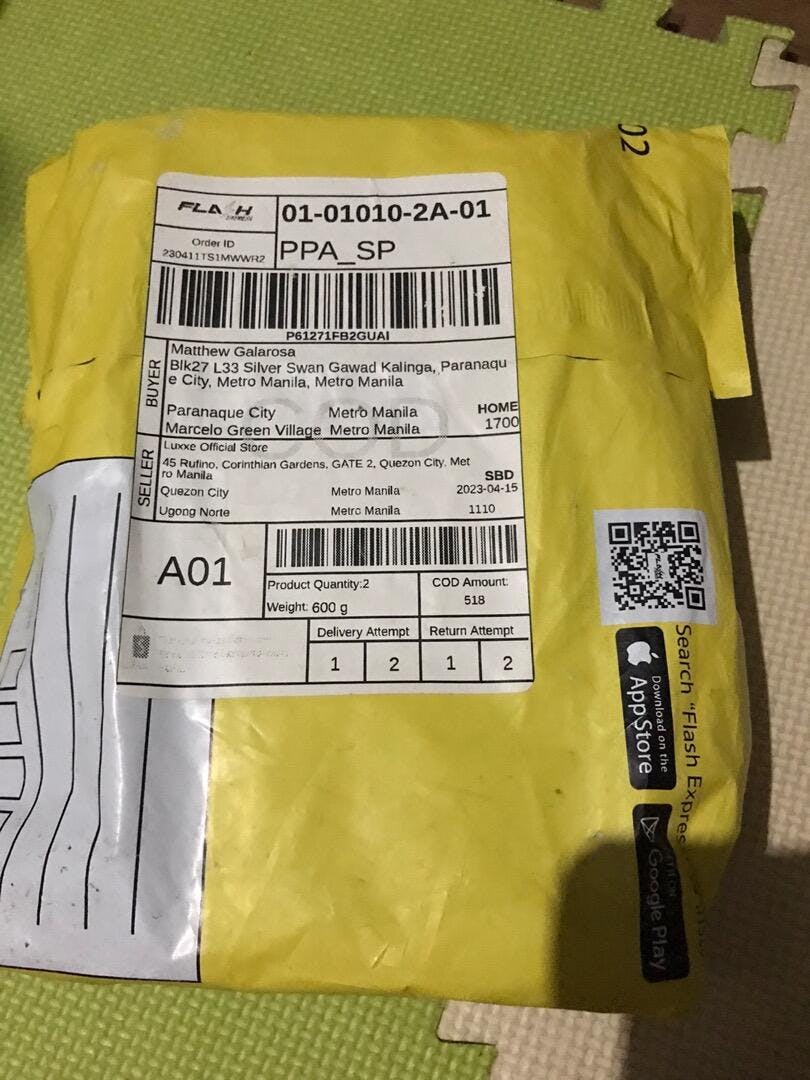 02
FLASH EXPRESS
01-01010-2A-01
Order ID
230411TS1MWWR2
PPA_SP
P61271FB2GUAI
BUYER
Matthew Galarosa
Blk27 L33 Silver Swan Gawad Kalinga, Paranaqu
e City, Metro Manila, Metro Manila
COD
Paranaque City Metro Manila HOME
Marcelo Green Village Metro Manila 1700
SELLER
Luxxe Official Store
45 Rufino, Corinthian Gardens, GATE 2, Quezon City, Met
ro Manila
SBD
Quezon City Metro Manila 2023-04-15
Ugong Norte Metro Manila 1110
A01
Product Quantity:2
COD Amount:
518
Weight: 600 g
Delivery Attempt Return Attempt
1 2 1 2
FLASH
Search "Flash Expres
Download on the
App Store
Google Play